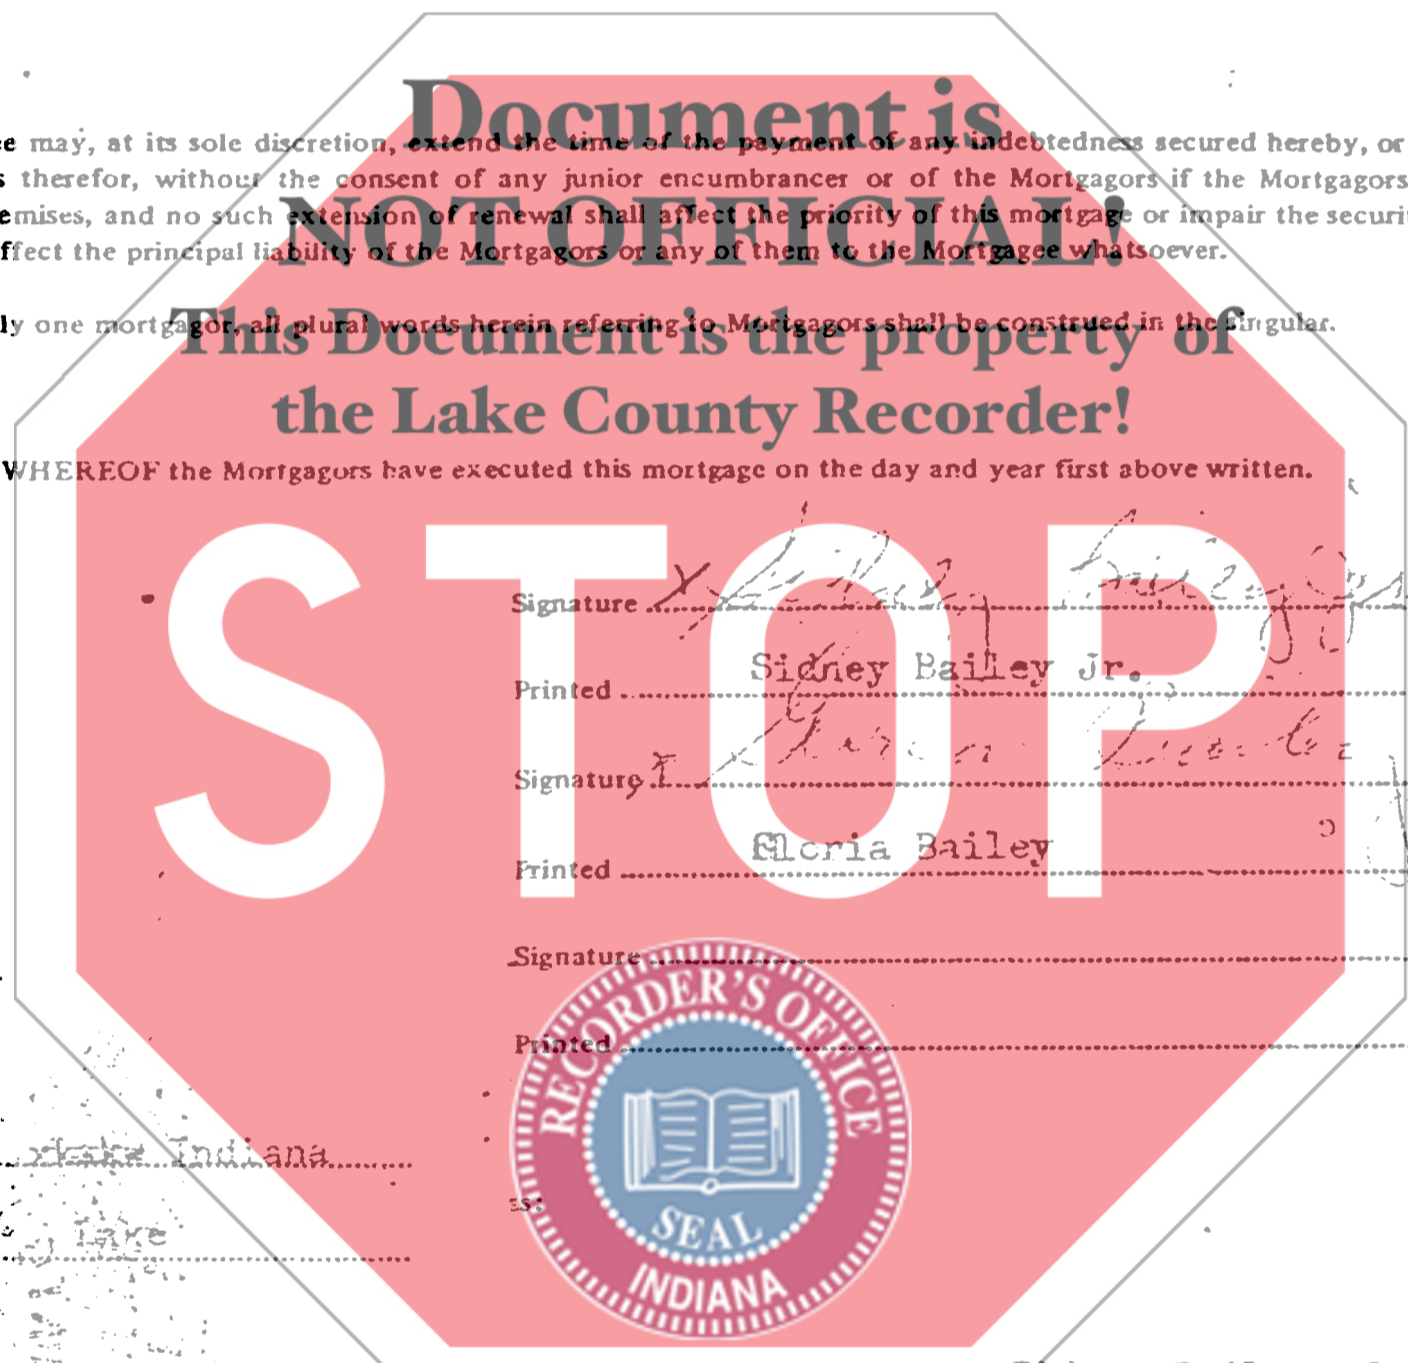 Document is
e may, at its sole discretion, extend the time of the payment of any indebtedness secured hereby, or
s therefor, without the consent of any junior encumbrancer or of the Mortgagors if the Mortgagors
NOT OFFICIAL!
emises, and no such extension of renewal shall affect the priority of this mortgage or impair the securi
ffect the principal liability of the Mortgagors or any of them to the Mortgagee whatsoever.
This Document is the property of
ly one mortgagor, all plural words herein referring to Mortgagors shall be construed in the singular.
the Lake County Recorder!
WHEREOF the Mortgagors have executed this mortgage on the day and year first above written.
STOP
Signature X Sidney Bailey Jr
Printed Sidney Bailey Jr.
Signature
Printed Gloria Bailey
Signature
Printed
RECORDER'S OFFICE
Indiana
SEAL
Lake
INDIANA